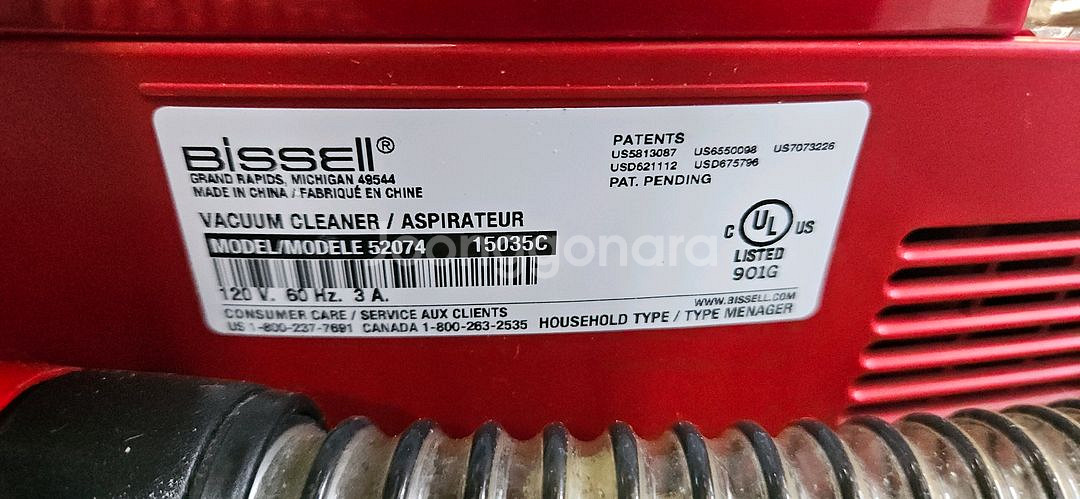 BISSELL®
GRAND RAPIDS, MICHIGAN 49544
MADE IN CHINA / FABRIQUÉ EN CHINE
VACUUM CLEANER / ASPIRATEUR
MODEL/MODELE 52074 15035C
120 V. 60 Hz. 3 A.
CONSUMER CARE / SERVICE AUX CLIENTS
US 1-800-237-7691 CANADA 1-800-263-2535
PATENTS
US5813087 US6550098 US7073226
USD621112 USD675796
PAT. PENDING
C UL US
LISTED
901G
WWW.BISSELL.COM
HOUSEHOLD TYPE / TYPE MENAGER
joonggonara